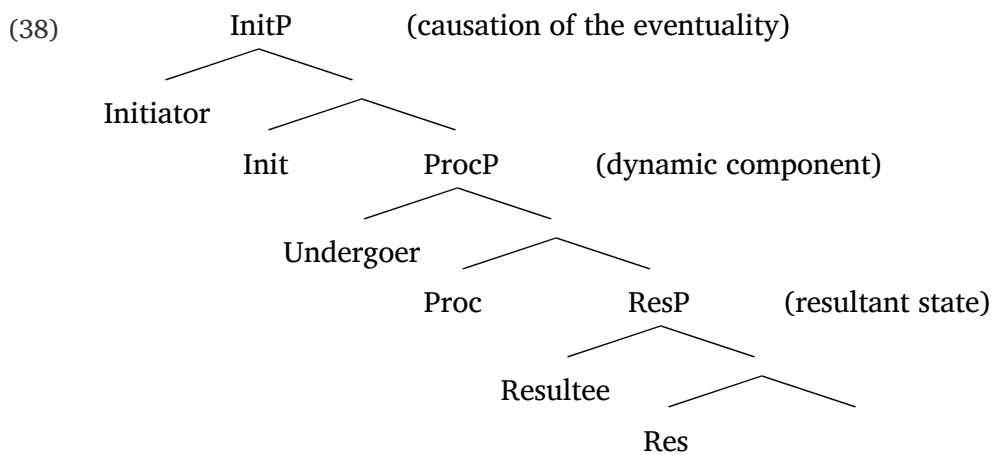 (38) InitP (causation of the eventuality)
Initiator
Init ProcP (dynamic component)
Undergoer
Proc ResP (resultant state)
Resultee
Res